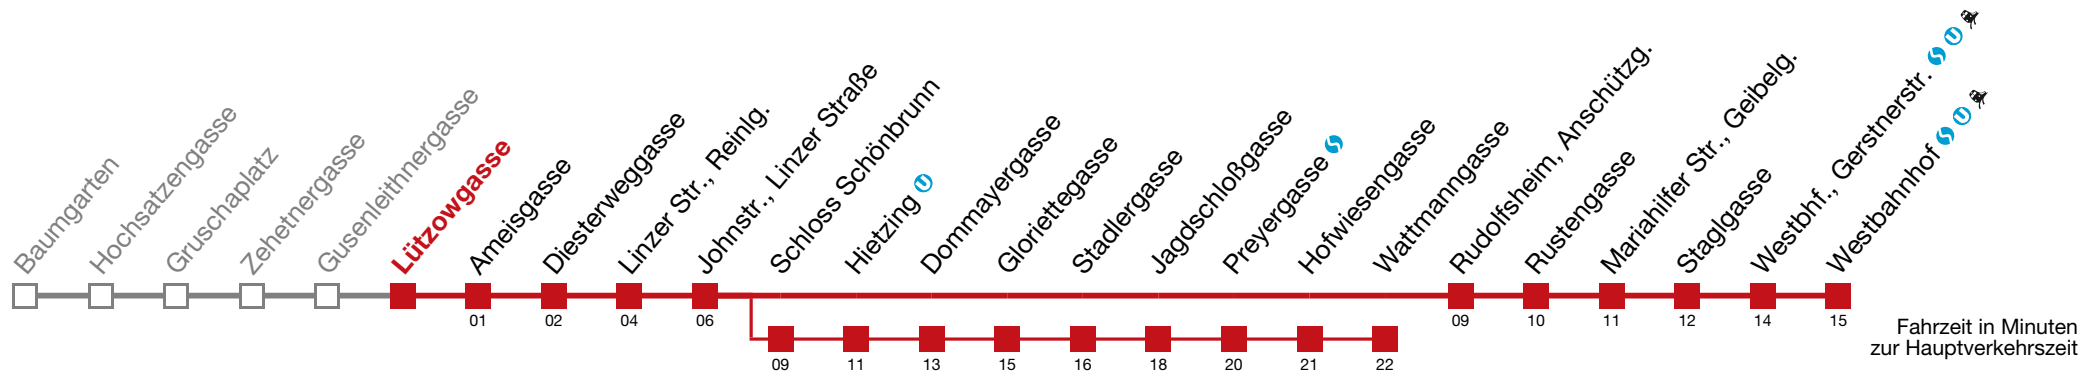 Baumgarten
Hochsatzengasse
Gruschaplatz
Zehetnergasse
Gusenleithnergasse
Lützowgasse
Ameisgasse
Diesterweggasse
Linzer Str., Reinlg.
Johnstr., Linzer Straße
Schloss Schönbrunn
Hietzing U
Dommayergasse
Gloriettegasse
Stadlergasse
Jagdschloßgasse
Preyergasse S
Hofwiesengasse
Wattmanngasse
Rudolfsheim, Anschützg.
Rustengasse
Mariahilfer Str., Geibelg.
Staglgasse
Westbhf., Gerstnerstr. S U
Westbahnhof S U
01 02 04 06 09 10 11 12 14 15
09 11 13 15 16 18 20 21 22
Fahrzeit in Minuten
zur Hauptverkehrszeit